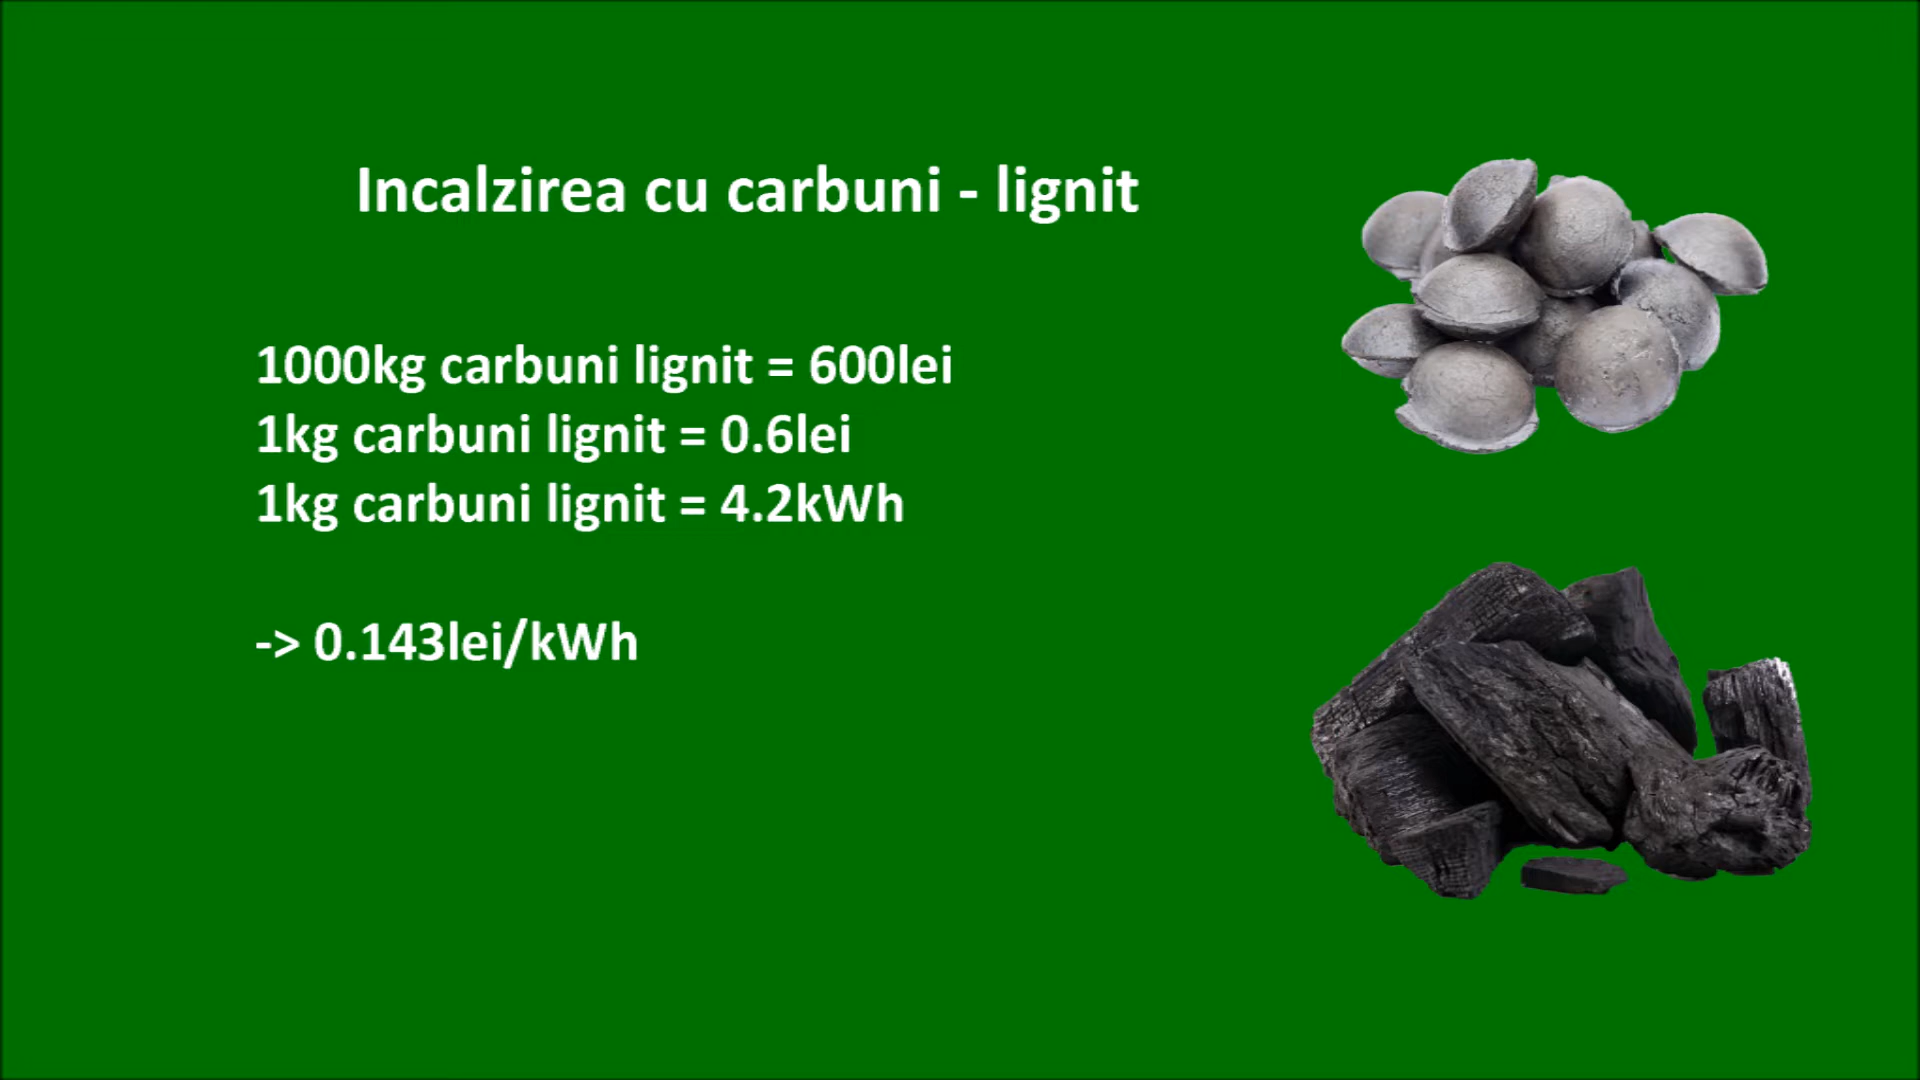 Incalzirea cu carbuni - lignit
1000kg carbuni lignit = 600lei
1kg carbuni lignit = 0.6lei
1kg carbuni lignit = 4.2kWh
-> 0.143lei/kWh